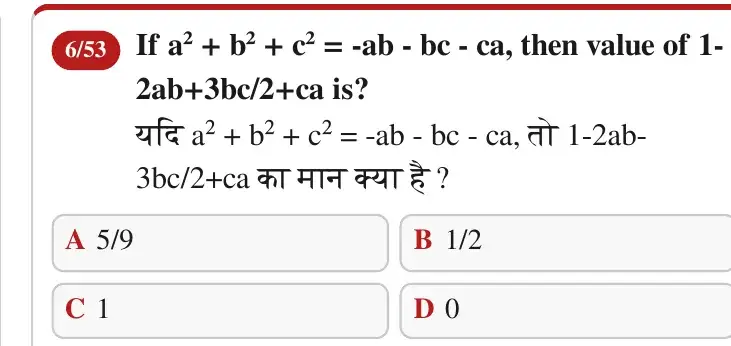 6/53 If a² + b² + c² = -ab - bc - ca, then value of 1-
2ab+3bc/2+ca is?
यदि a² + b² + c² = -ab - bc - ca, तो 1-2ab-
3bc/2+ca का मान क्या है ?
A 5/9 B 1/2
C 1 D 0